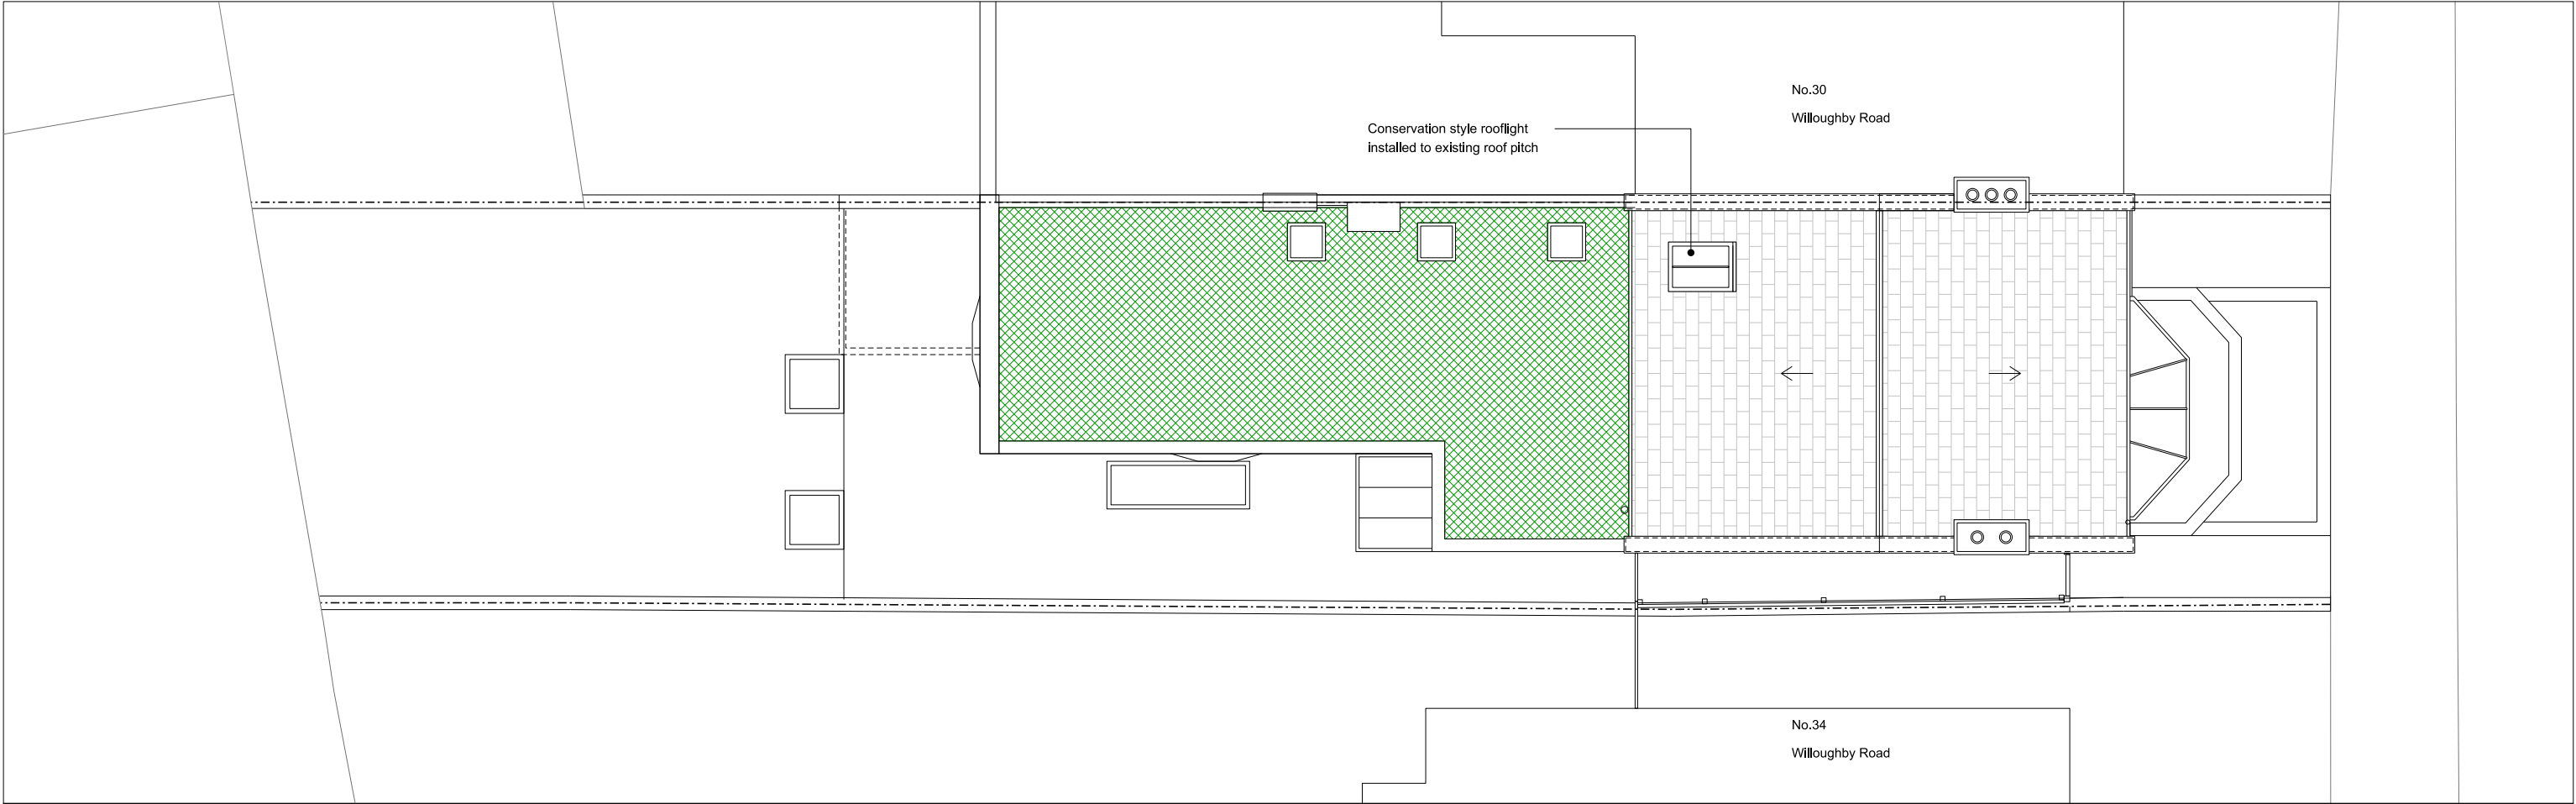 No.30
Willoughby Road
Conservation style rooflight
installed to existing roof pitch
No.34
Willoughby Road